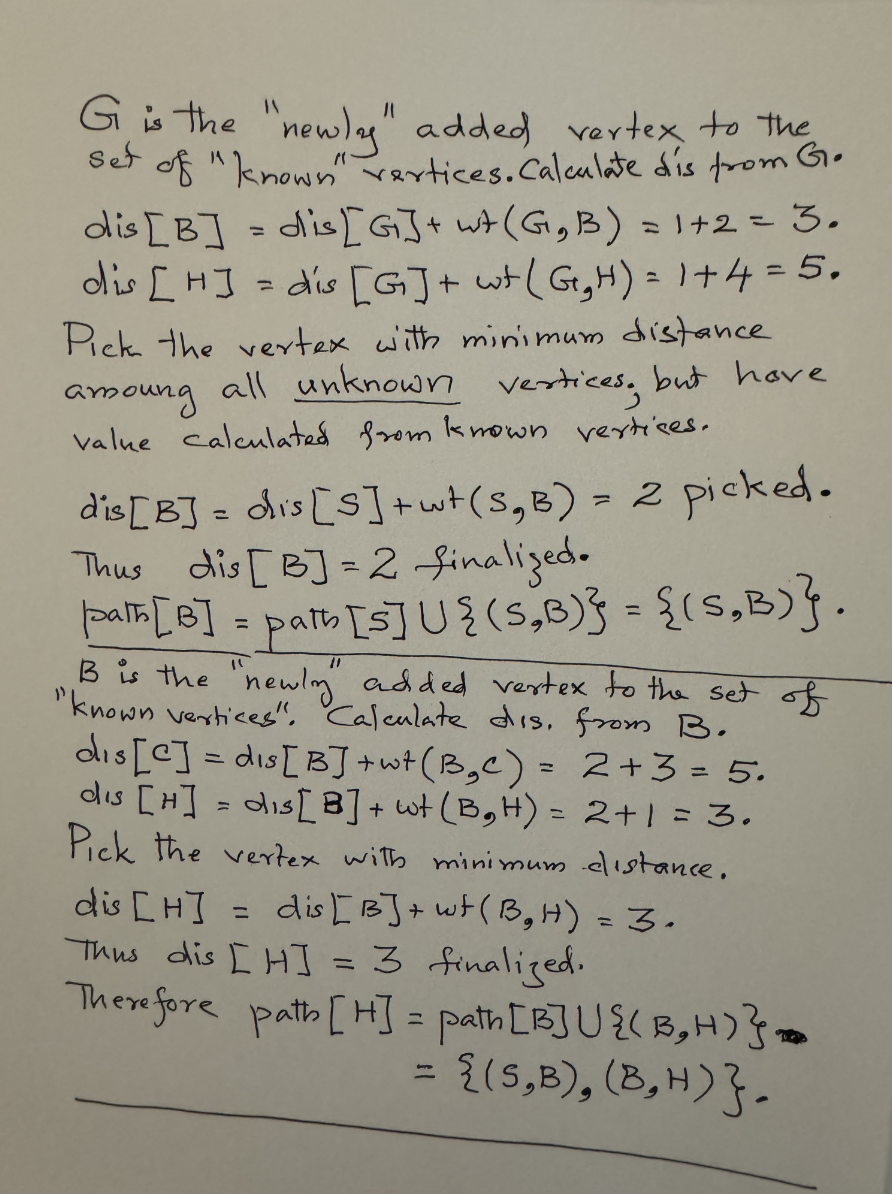 G is the "newly" added vertex to the
set of "known" vertices. Calculate dis from G.
dis[B] = dis[G] + wt(G,B) = 1+2 = 3.
dis[H] = dis[G] + wt(G,H) = 1+4 = 5.
Pick the vertex with minimum distance
amoung all unknown vertices, but have
value calculated from known vertices.
dis[B] = dis[S] + wt(S,B) = 2 picked.
Thus dis[B] = 2 finalized.
path[B] = path[S] U {(S,B)} = {(S,B)}.
B is the "newly" added vertex to the set of
"known vertices". Calculate dis. from B.
dis[C] = dis[B] + wt(B,C) = 2+3 = 5.
dis[H] = dis[B] + wt(B,H) = 2+1 = 3.
Pick the vertex with minimum distance.
dis[H] = dis[B] + wt(B,H) = 3.
Thus dis[H] = 3 finalized.
Therefore path[H] = path[B] U {(B,H)}
= {(S,B), (B,H)}.